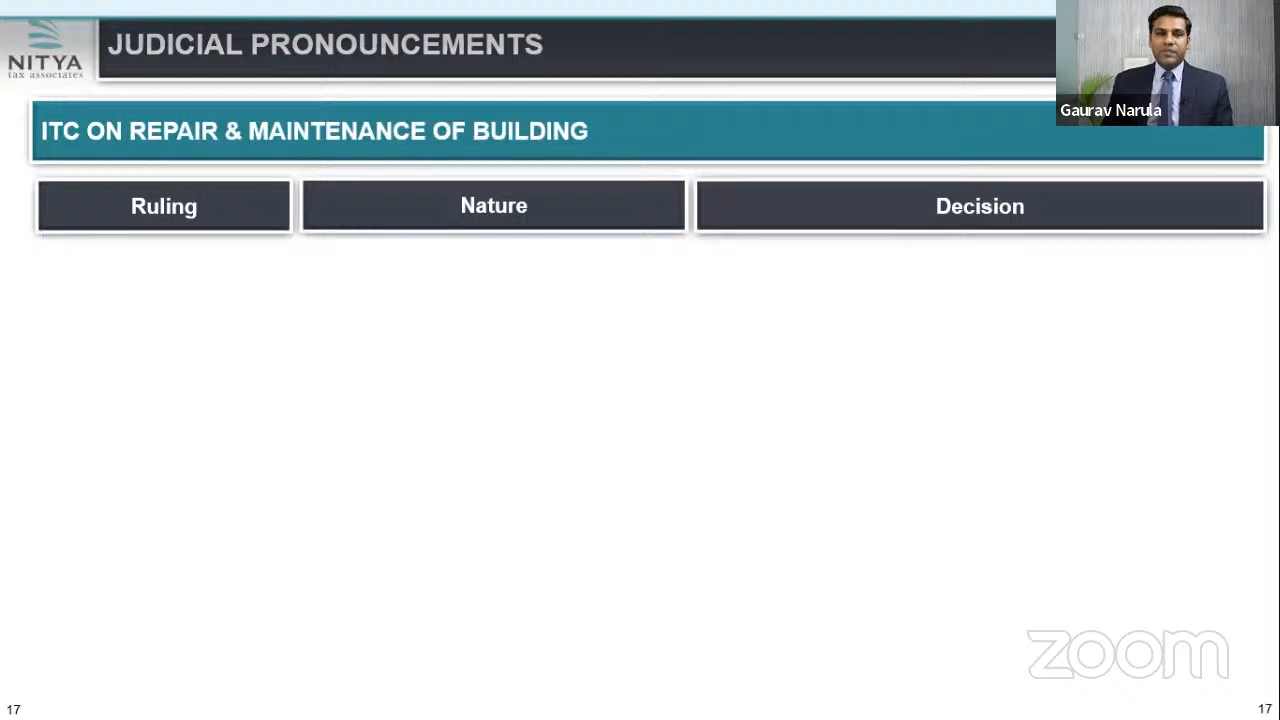 NITYA
tax associates
JUDICIAL PRONOUNCEMENTS
Gaurav Narula
ITC ON REPAIR & MAINTENANCE OF BUILDING
Ruling
Nature
Decision
zoom
17
17